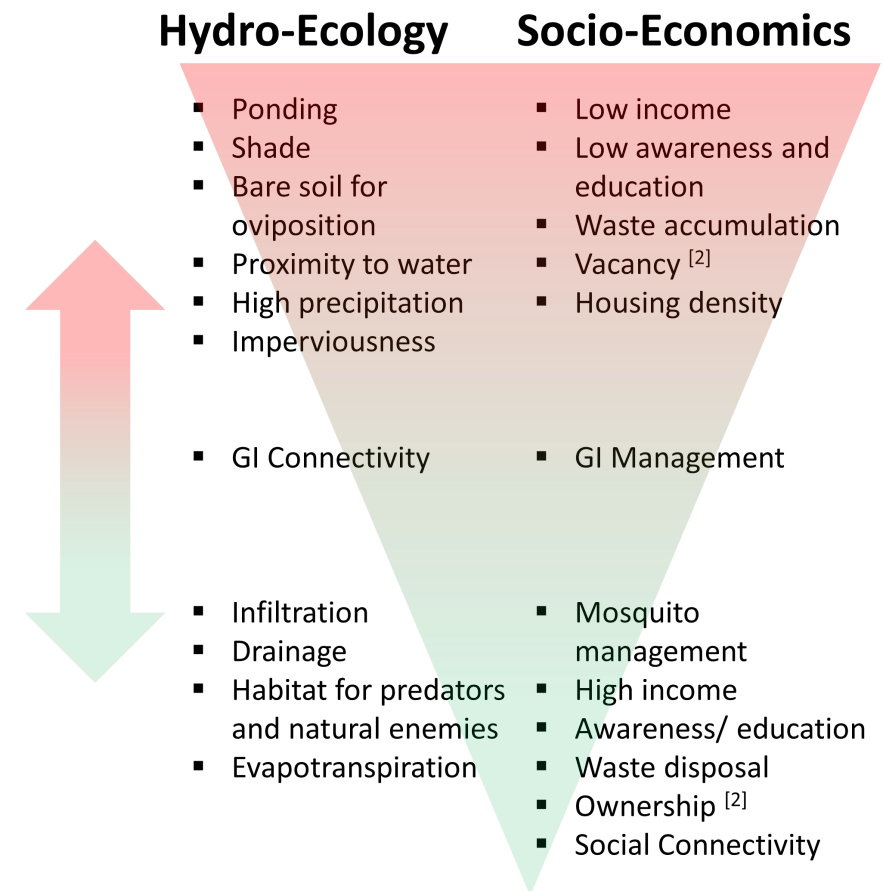 Hydro-Ecology
▪ Ponding
▪ Shade
▪ Bare soil for
oviposition
▪ Proximity to water
▪ High precipitation
▪ Imperviousness
▪ GI Connectivity
▪ Infiltration
▪ Drainage
▪ Habitat for predators
and natural enemies
▪ Evapotranspiration
Socio-Economics
▪ Low income
▪ Low awareness and
education
▪ Waste accumulation
▪ Vacancy [2]
▪ Housing density
▪ GI Management
▪ Mosquito
management
▪ High income
▪ Awareness/ education
▪ Waste disposal
▪ Ownership [2]
▪ Social Connectivity